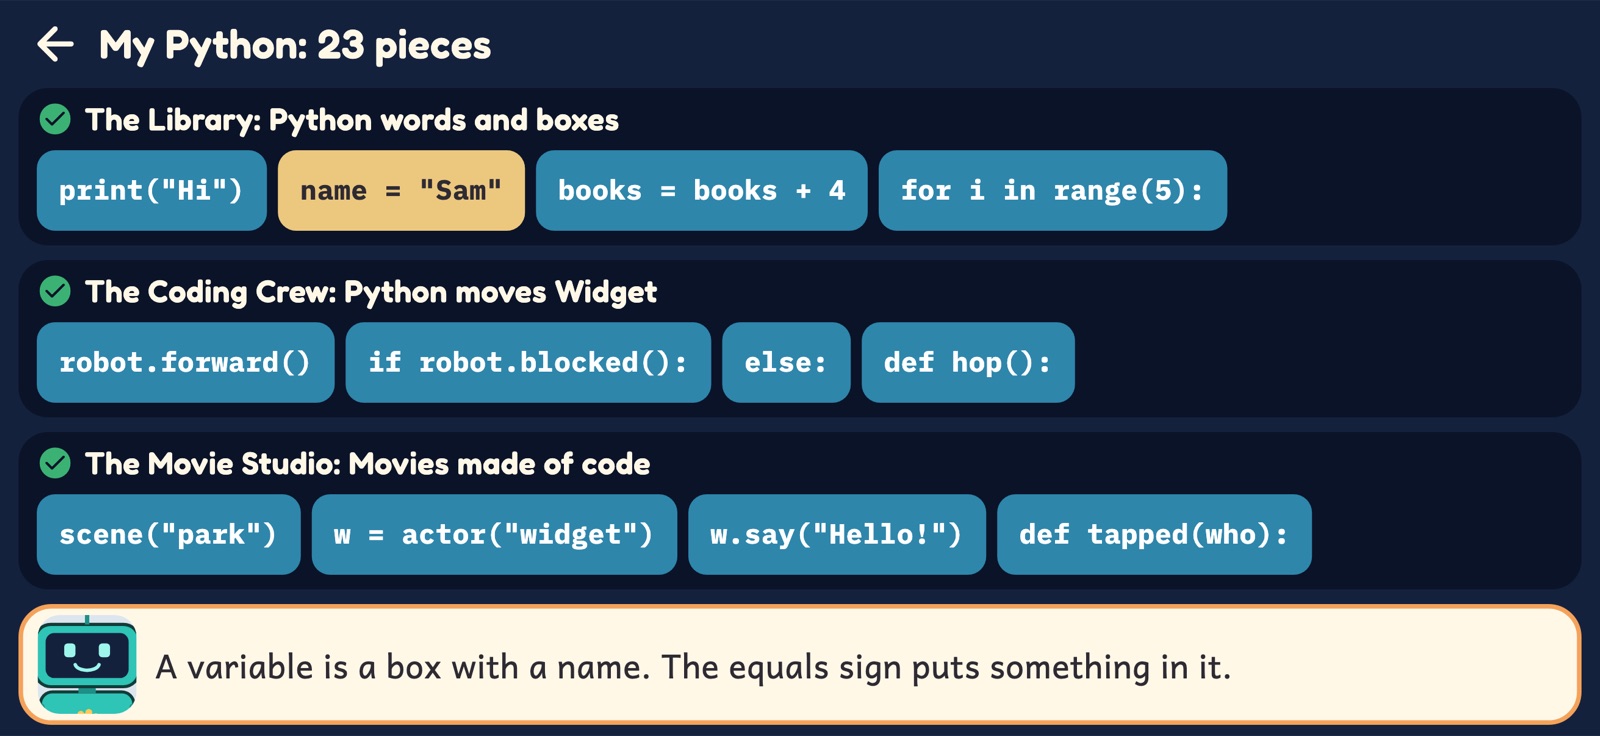 My Python: 23 pieces
The Library: Python words and boxes
print("Hi")
name = "Sam"
books = books + 4
for i in range(5):
The Coding Crew: Python moves Widget
robot.forward()
if robot.blocked():
else:
def hop():
The Movie Studio: Movies made of code
scene("park")
w = actor("widget")
w.say("Hello!")
def tapped(who):
A variable is a box with a name. The equals sign puts something in it.